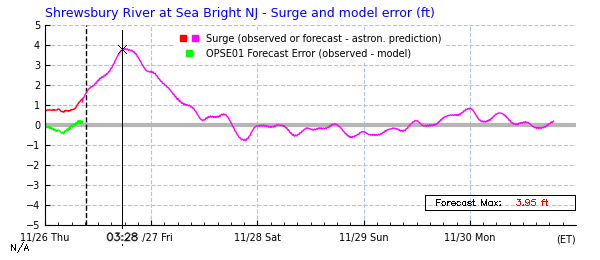 Shrewsbury River at Sea Bright NJ - Surge and model error (ft)
Surge (observed or forecast - astron. prediction)
OPSE01 Forecast Error (observed - model)
5
4
3
2
1
0
−1
−2
−3
−4
−5
Forecast Max: 3.95 ft
11/26 Thu 03:28 /27 Fri 11/28 Sat 11/29 Sun 11/30 Mon (ET)
N/A